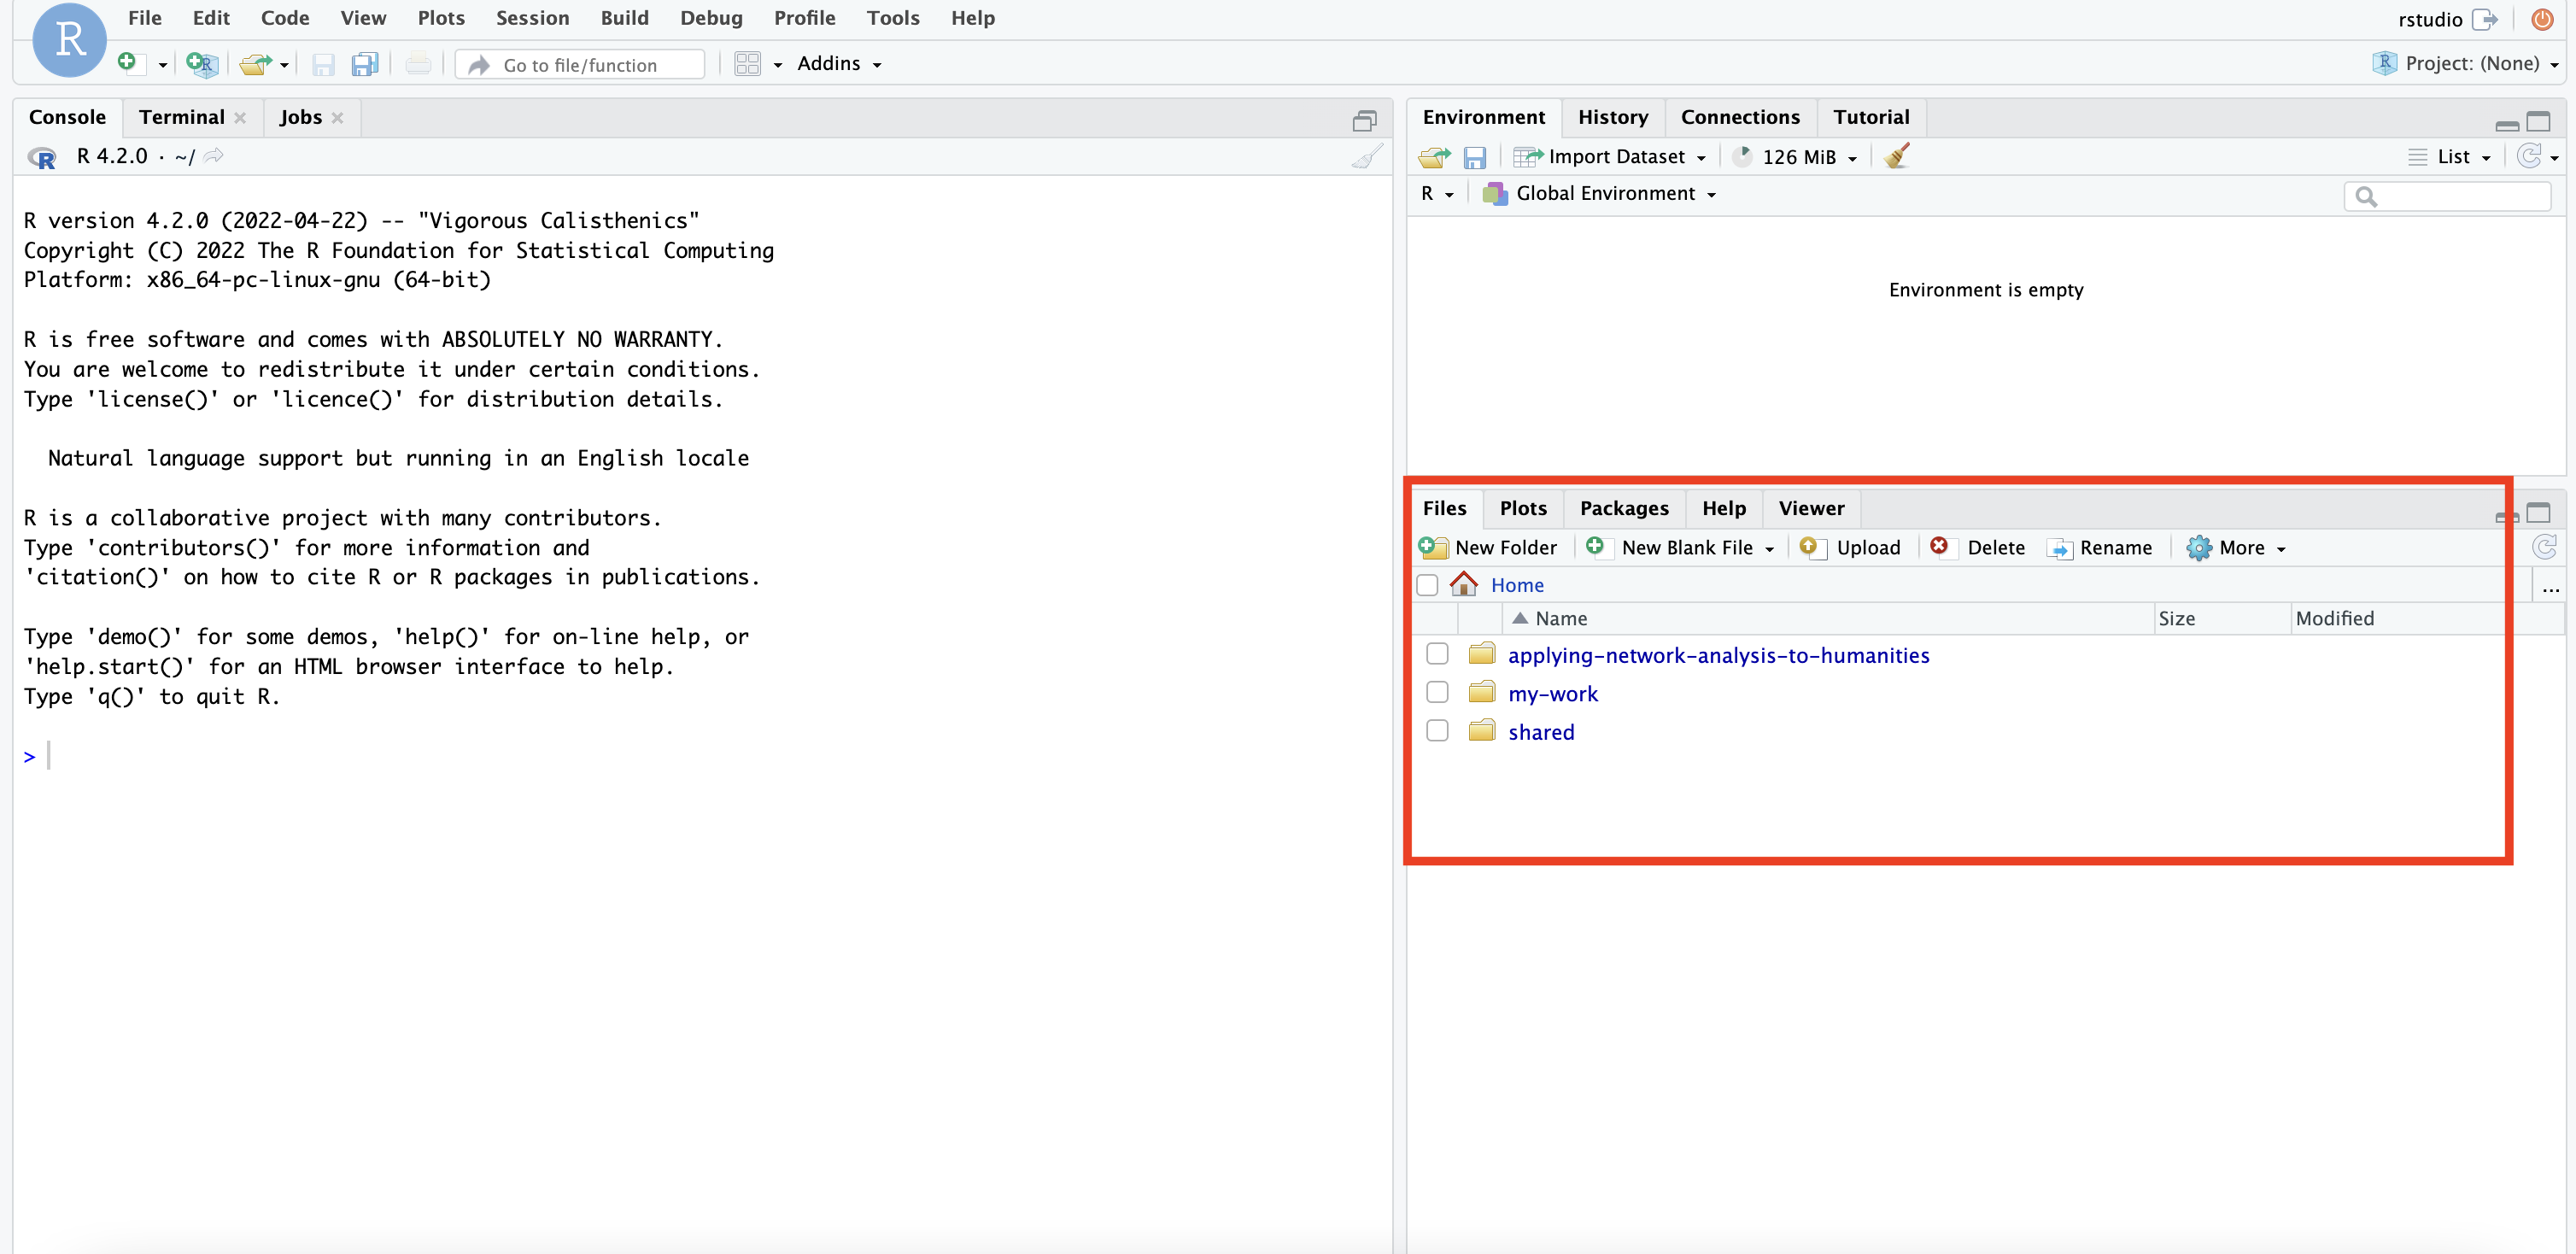 File Edit Code View Plots Session Build Debug Profile Tools Help
rstudio
R
Go to file/function
Addins
Project: (None)
Console Terminal Jobs
R 4.2.0 · ~/
R version 4.2.0 (2022-04-22) -- "Vigorous Calisthenics"
Copyright (C) 2022 The R Foundation for Statistical Computing
Platform: x86_64-pc-linux-gnu (64-bit)
R is free software and comes with ABSOLUTELY NO WARRANTY.
You are welcome to redistribute it under certain conditions.
Type 'license()' or 'licence()' for distribution details.
Natural language support but running in an English locale
R is a collaborative project with many contributors.
Type 'contributors()' for more information and
'citation()' on how to cite R or R packages in publications.
Type 'demo()' for some demos, 'help()' for on-line help, or
'help.start()' for an HTML browser interface to help.
Type 'q()' to quit R.
>
Environment History Connections Tutorial
Import Dataset 126 MiB List
R Global Environment
Environment is empty
Files Plots Packages Help Viewer
New Folder New Blank File Upload Delete Rename More
Home ...
Name Size Modified
applying-network-analysis-to-humanities
my-work
shared